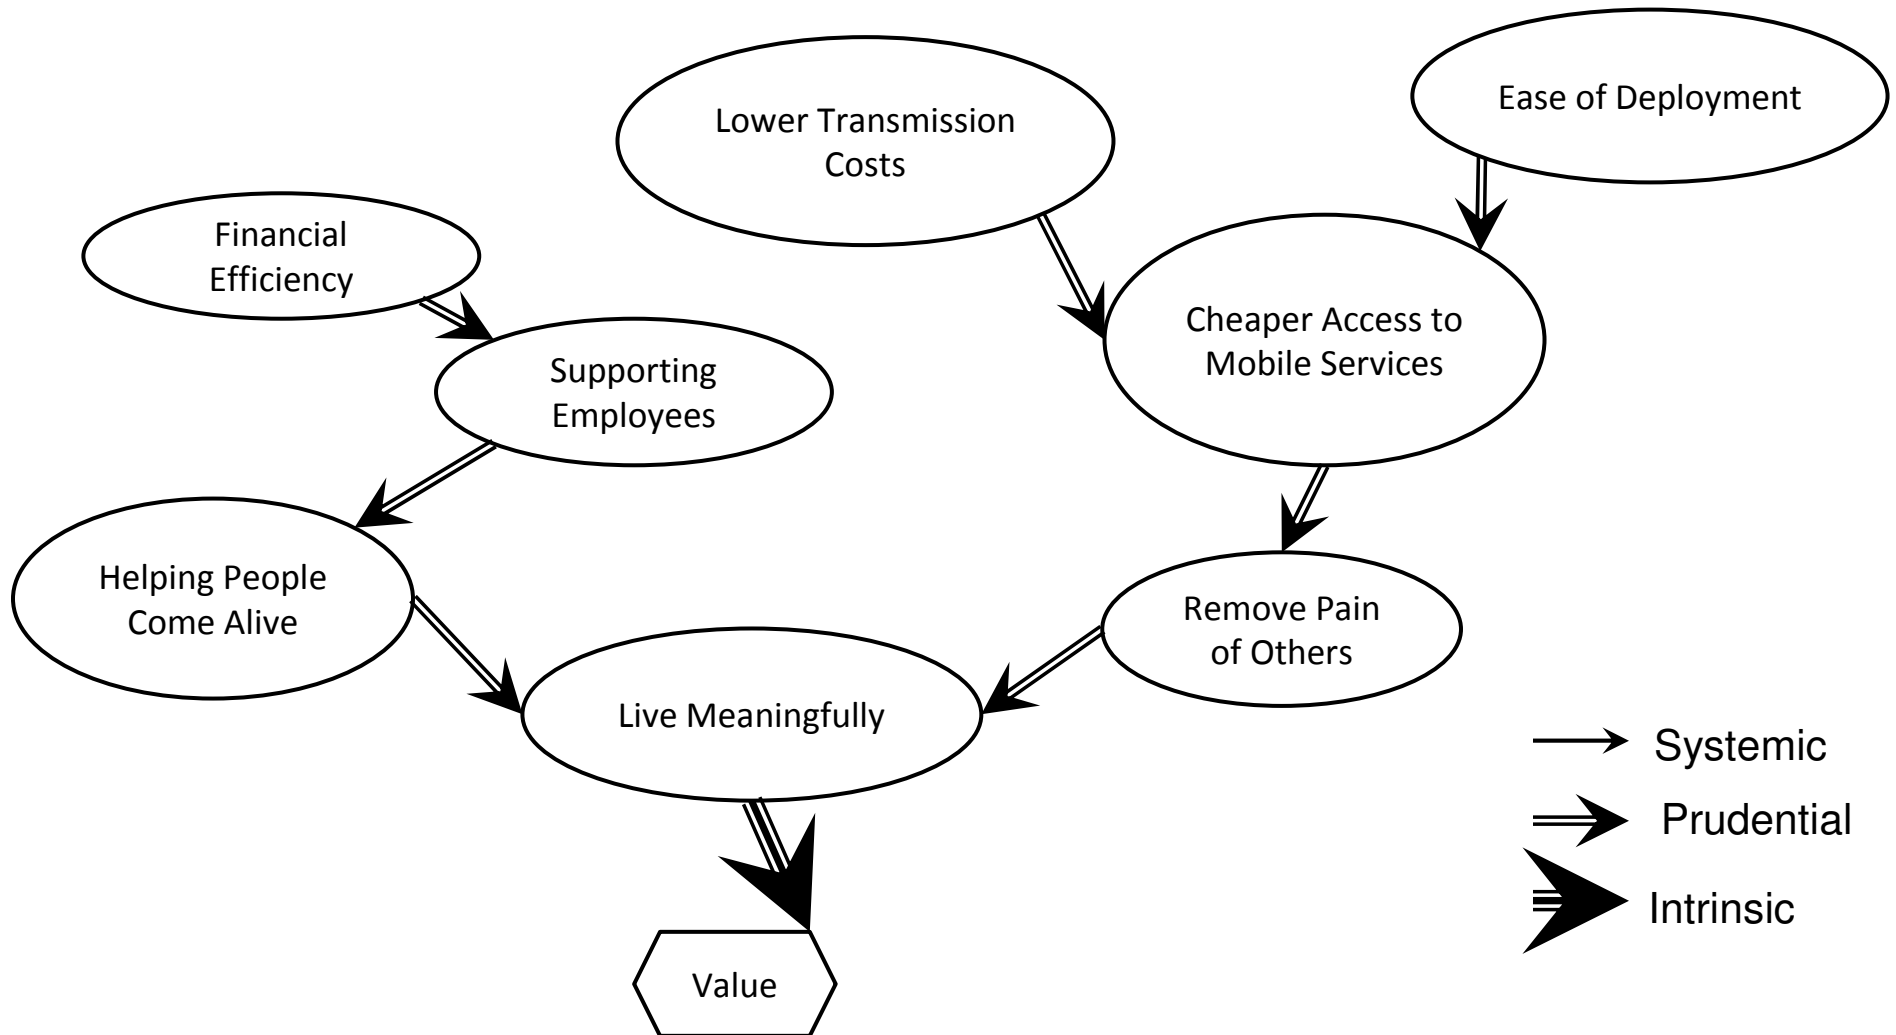 Ease of Deployment
Lower Transmission
Costs
Financial
Efficiency
Cheaper Access to
Mobile Services
Supporting
Employees
Helping People
Come Alive
Remove Pain
of Others
Live Meaningfully
Systemic
Prudential
Intrinsic
Value